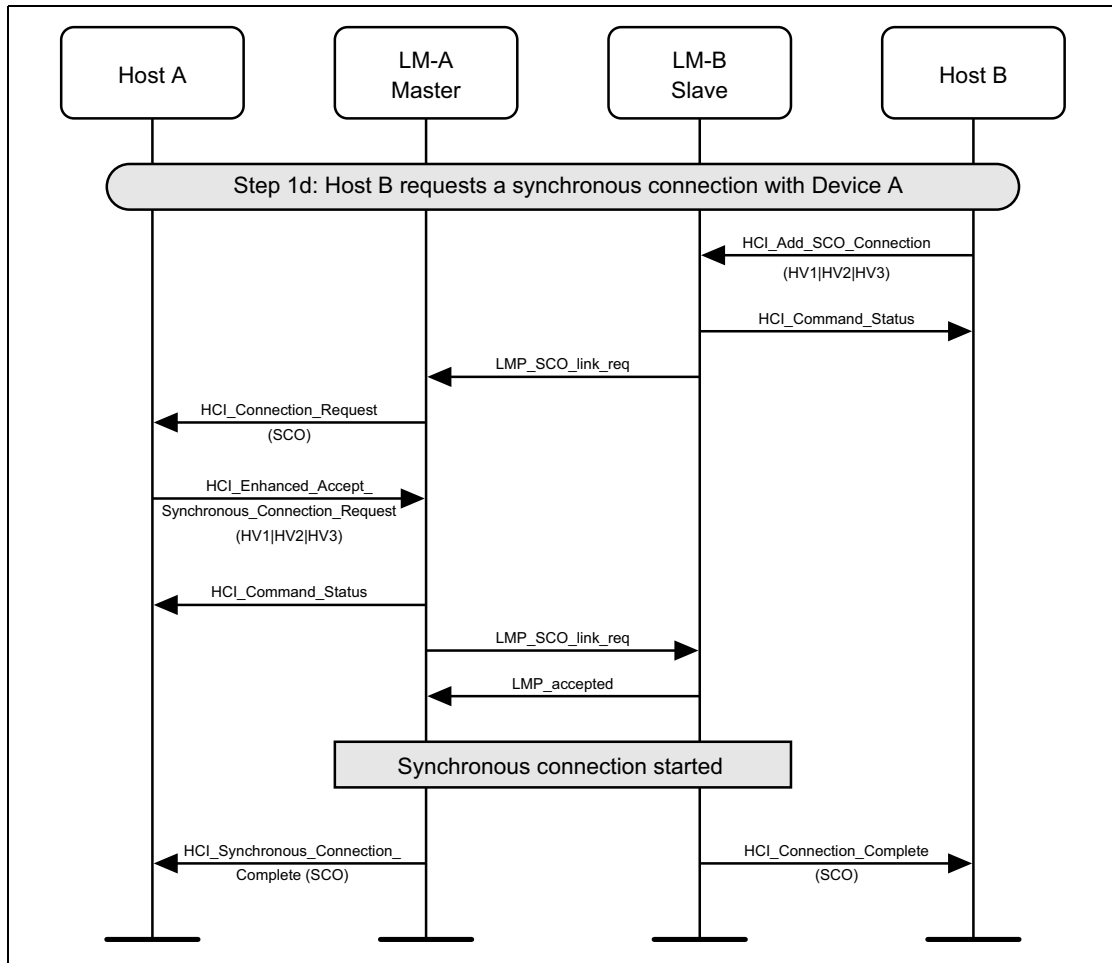 Host A
LM-A
Master
LM-B
Slave
Host B
Step 1d: Host B requests a synchronous connection with Device A
HCI_Add_SCO_Connection
(HV1|HV2|HV3)
HCI_Command_Status
LMP_SCO_link_req
HCI_Connection_Request
(SCO)
HCI_Enhanced_Accept_
Synchronous_Connection_Request
(HV1|HV2|HV3)
HCI_Command_Status
LMP_SCO_link_req
LMP_accepted
Synchronous connection started
HCI_Synchronous_Connection_
Complete (SCO)
HCI_Connection_Complete
(SCO)